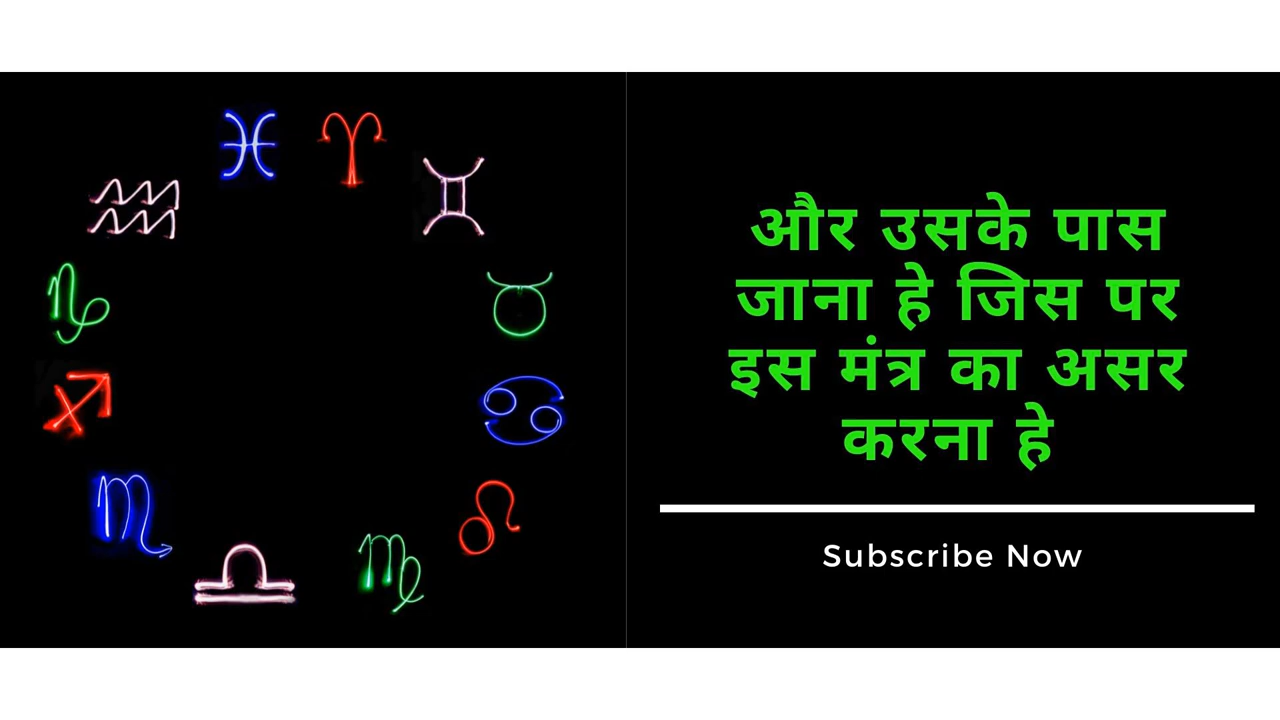 और उसके पास
जाना हे जिस पर
इस मंत्र का असर
करना हे
Subscribe Now